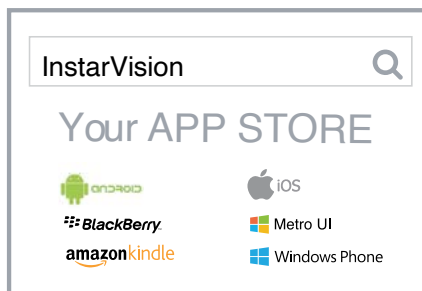 InstarVision
Your APP STORE
android iOS
BlackBerry. Metro UI
amazonkindle Windows Phone